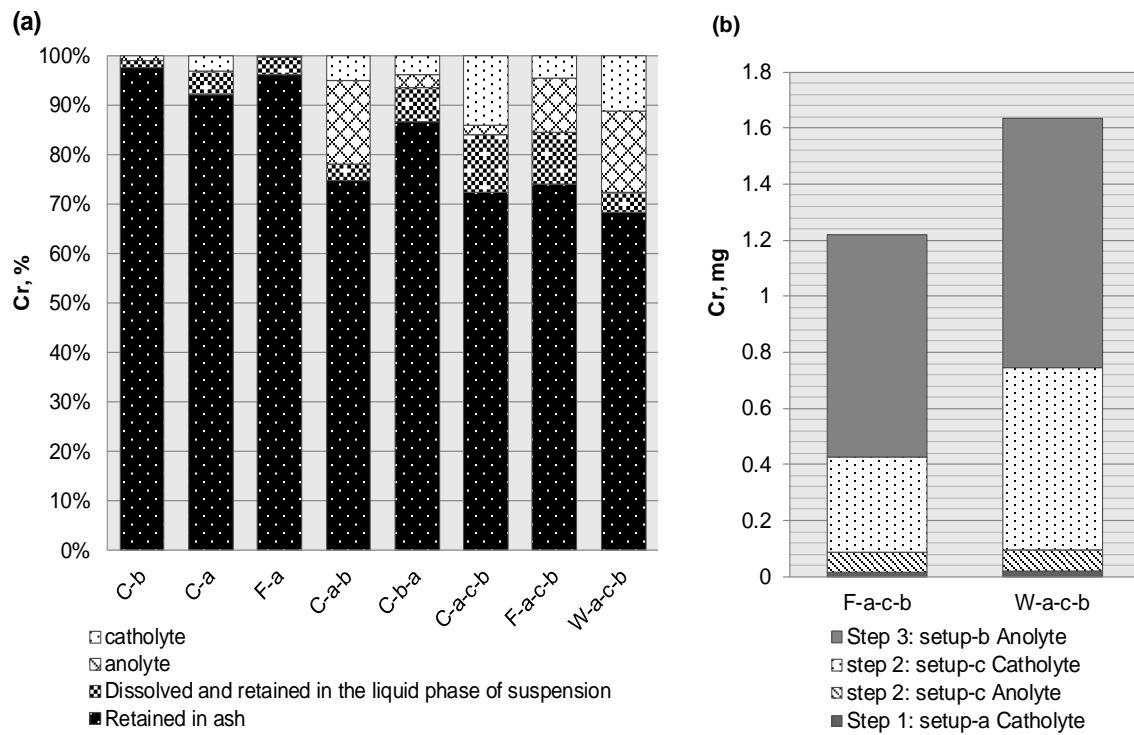 (a)
100%
90%
80%
70%
60%
50%
40%
30%
20%
10%
0%
Cr, %
C-b
C-a
F-a
C-a-b
C-b-a
C-a-c-b
F-a-c-b
W-a-c-b
catholyte
anolyte
Dissolved and retained in the liquid phase of suspension
Retained in ash
(b)
1.8
1.6
1.4
1.2
1
0.8
0.6
0.4
0.2
0
Cr, mg
F-a-c-b
W-a-c-b
Step 3: setup-b Anolyte
step 2: setup-c Catholyte
step 2: setup-c Anolyte
Step 1: setup-a Catholyte